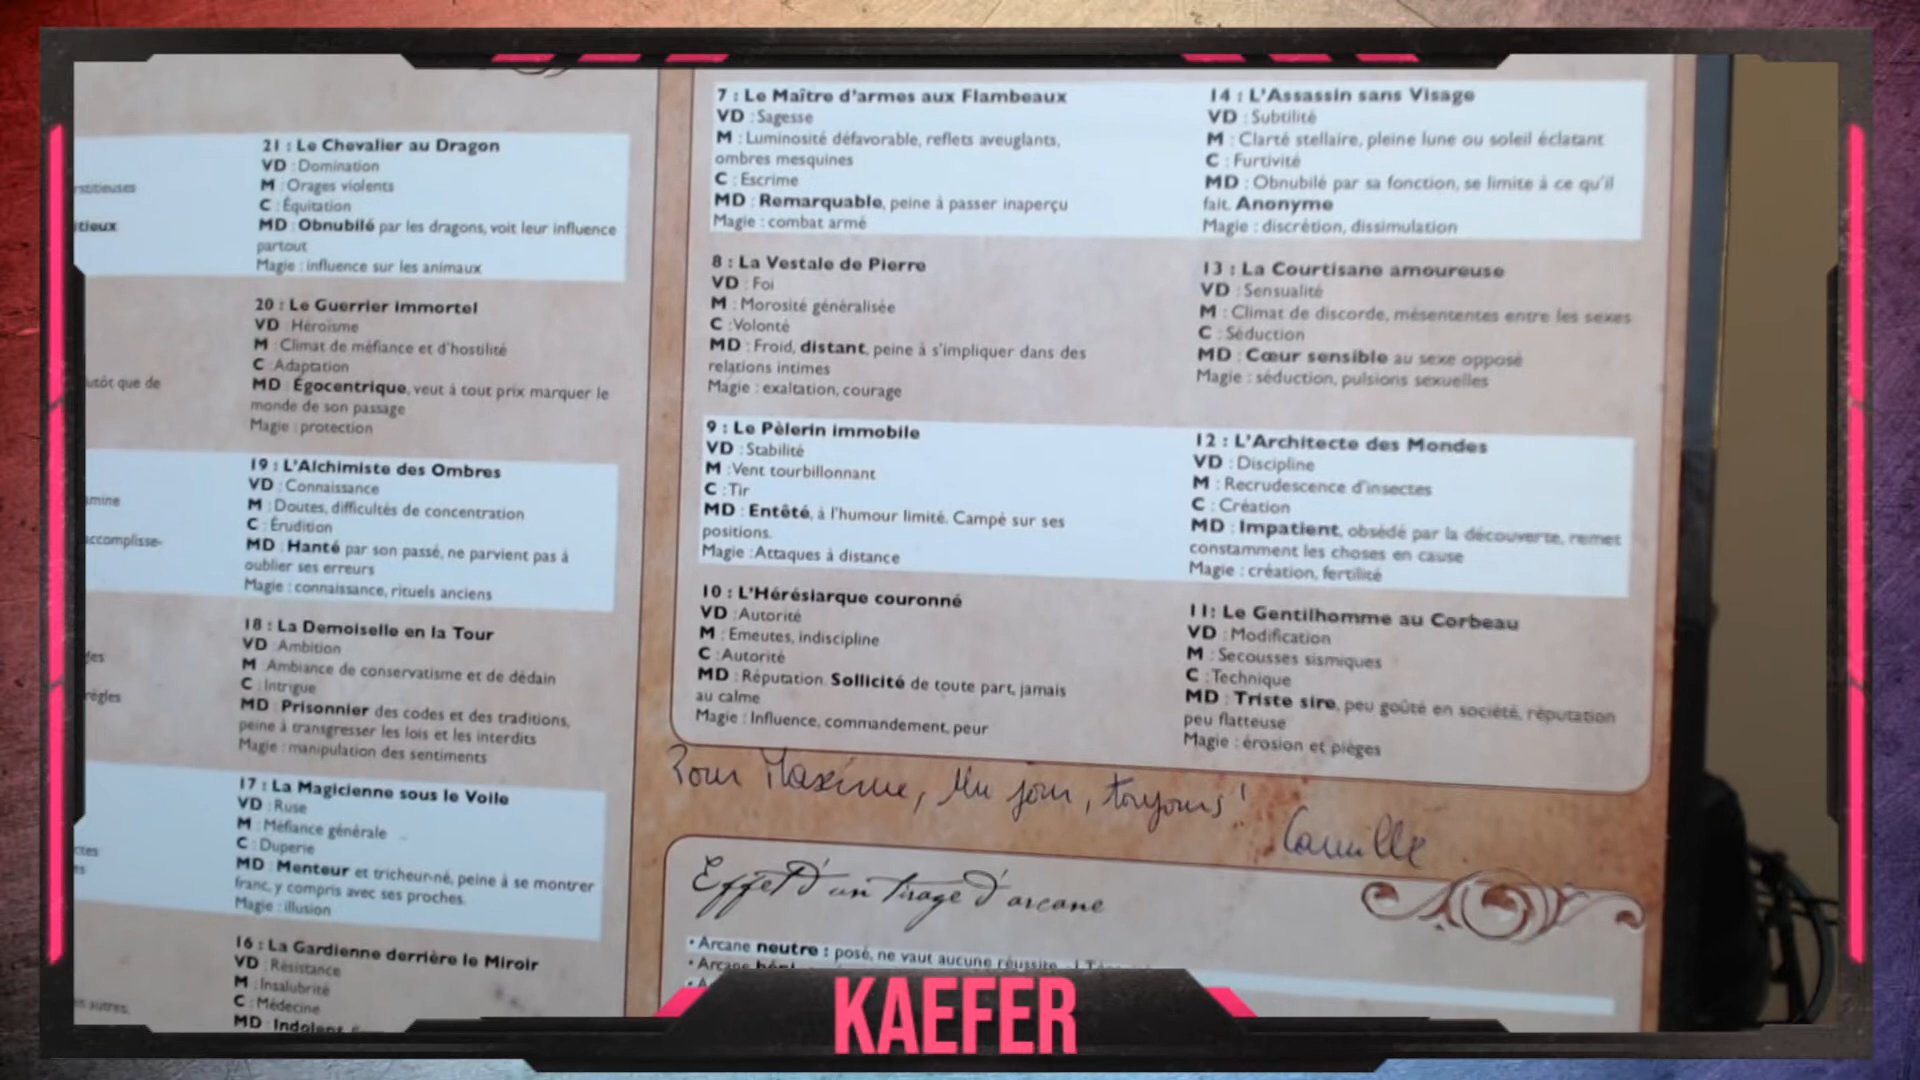 rstitieuses
tieux
utôt que de
amine
accomplisse-
règles
ctes
es
en autres.
21 : Le Chevalier au Dragon
VD : Domination
M : Orages violents
C : Équitation
MD : Obnubilé par les dragons, voit leur influence
partout
Magie : influence sur les animaux
20 : Le Guerrier immortel
VD : Héroïsme
M : Climat de méfiance et d'hostilité
C : Adaptation
MD : Égocentrique, veut à tout prix marquer le
monde de son passage
Magie : protection
19 : L'Alchimiste des Ombres
VD : Connaissance
M : Doutes, difficultés de concentration
C : Érudition
MD : Hanté par son passé, ne parvient pas à
oublier ses erreurs
Magie : connaissance, rituels anciens
18 : La Demoiselle en la Tour
VD : Ambition
M : Ambiance de conservatisme et de dédain
C : Intrigue
MD : Prisonnier des codes et des traditions,
peine à transgresser les lois et les interdits
Magie : manipulation des sentiments
17 : La Magicienne sous le Voile
VD : Ruse
M : Méfiance générale
C : Duperie
MD : Menteur et tricheur-né, peine à se montrer
franc, y compris avec ses proches.
Magie : illusion
16 : La Gardienne derrière le Miroir
VD : Résistance
M : Insalubrité
C : Médecine
MD : Indolent
7 : Le Maître d'armes aux Flambeaux
VD : Sagesse
M : Luminosité défavorable, reflets aveuglants,
ombres mesquines
C : Escrime
MD : Remarquable, peine à passer inaperçu
Magie : combat armé
8 : La Vestale de Pierre
VD : Foi
M : Morosité généralisée
C : Volonté
MD : Froid, distant, peine à s'impliquer dans des
relations intimes
Magie : exaltation, courage
9 : Le Pèlerin immobile
VD : Stabilité
M : Vent tourbillonnant
C : Tir
MD : Entêté, à l'humour limité. Campé sur ses
positions.
Magie : Attaques à distance
10 : L'Hérésiarque couronné
VD : Autorité
M : Emeutes, indiscipline
C : Autorité
MD : Réputation. Sollicité de toute part, jamais
au calme
Magie : Influence, commandement, peur
14 : L'Assassin sans Visage
VD : Subtilité
M : Clarté stellaire, pleine lune ou soleil éclatant
C : Furtivité
MD : Obnubilé par sa fonction, se limite à ce qu'il
fait. Anonyme
Magie : discrétion, dissimulation
13 : La Courtisane amoureuse
VD : Sensualité
M : Climat de discorde, mésententes entre les sexes
C : Séduction
MD : Cœur sensible au sexe opposé
Magie : séduction, pulsions sexuelles
12 : L'Architecte des Mondes
VD : Discipline
M : Recrudescence d'insectes
C : Création
MD : Impatient, obsédé par la découverte, remet
constamment les choses en cause
Magie : création, fertilité
11 : Le Gentilhomme au Corbeau
VD : Modification
M : Secousses sismiques
C : Technique
MD : Triste sire, peu goûté en société, réputation
peu flatteuse
Magie : érosion et pièges
Pour Maxime, Un jour, toujours !
Camille
Effet d'un tirage d'arcane
• Arcane neutre : posé, ne vaut aucune réussite
• Arcane
KAEFER